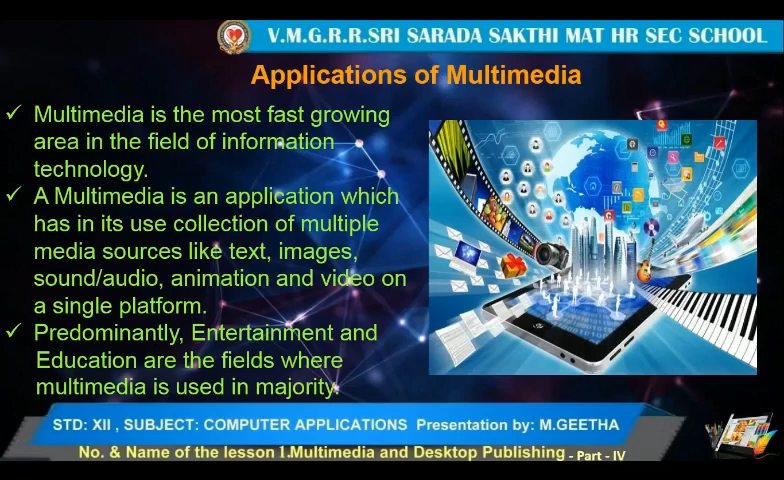 V.M.G.R.R.SRI SARADA SAKTHI MAT HR SEC SCHOOL
Applications of Multimedia
✓ Multimedia is the most fast growing
area in the field of information
technology.
✓ A Multimedia is an application which
has in its use collection of multiple
media sources like text, images,
sound/audio, animation and video on
a single platform.
✓ Predominantly, Entertainment and
Education are the fields where
multimedia is used in majority.
STD: XII , SUBJECT: COMPUTER APPLICATIONS Presentation by: M.GEETHA
No. & Name of the lesson 1.Multimedia and Desktop Publishing - Part - IV